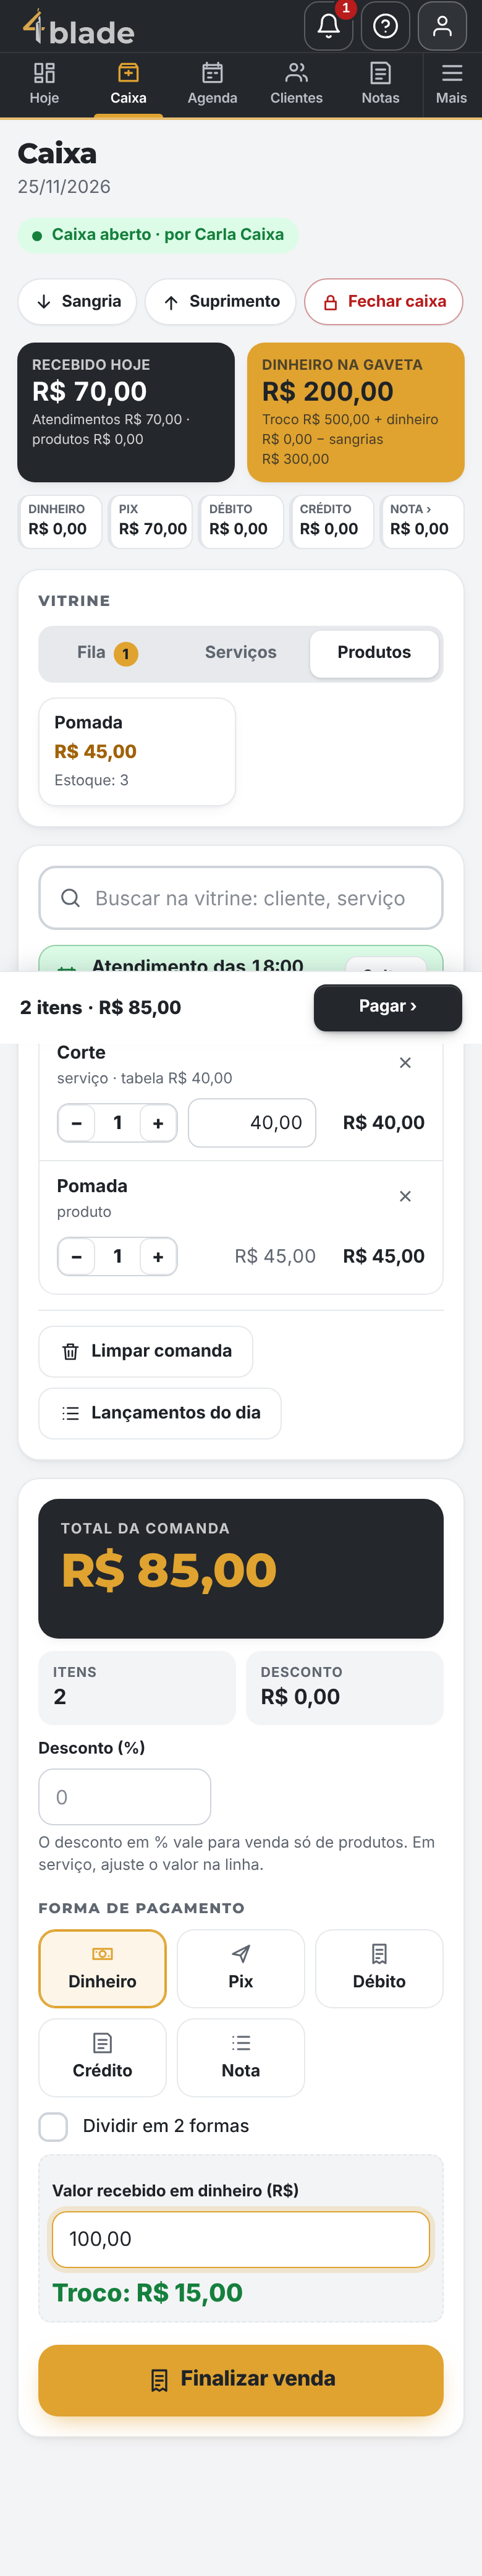 4blade
1
Hoje
Caixa
Agenda
Clientes
Notas
Mais
Caixa
25/11/2026
Caixa aberto · por Carla Caixa
Sangria
Suprimento
Fechar caixa
RECEBIDO HOJE
R$ 70,00
Atendimentos R$ 70,00 ·
produtos R$ 0,00
DINHEIRO NA GAVETA
R$ 200,00
Troco R$ 500,00 + dinheiro
R$ 0,00 − sangrias
R$ 300,00
DINHEIRO
R$ 0,00
PIX
R$ 70,00
DÉBITO
R$ 0,00
CRÉDITO
R$ 0,00
NOTA ›
R$ 0,00
VITRINE
Fila 1
Serviços
Produtos
Pomada
R$ 45,00
Estoque: 3
Buscar na vitrine: cliente, serviço
Atendimento das 18:00
2 itens · R$ 85,00
Pagar ›
Corte
×
serviço · tabela R$ 40,00
− 1 +
40,00
R$ 40,00
Pomada
×
produto
− 1 +
R$ 45,00
R$ 45,00
Limpar comanda
Lançamentos do dia
TOTAL DA COMANDA
R$ 85,00
ITENS
2
DESCONTO
R$ 0,00
Desconto (%)
0
O desconto em % vale para venda só de produtos. Em
serviço, ajuste o valor na linha.
FORMA DE PAGAMENTO
Dinheiro
Pix
Débito
Crédito
Nota
Dividir em 2 formas
Valor recebido em dinheiro (R$)
100,00
Troco: R$ 15,00
Finalizar venda